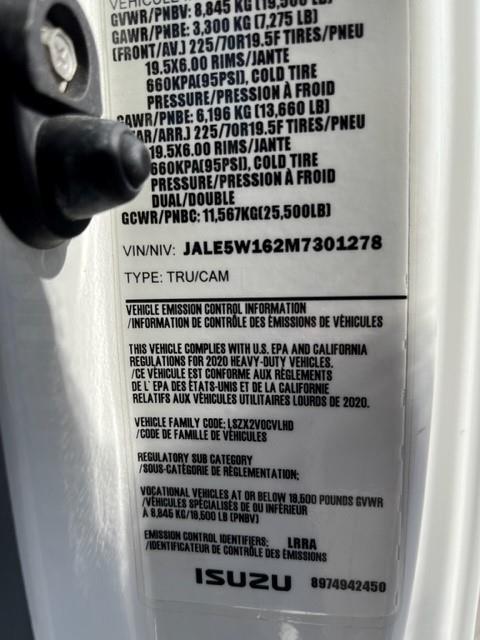 VEHICULE
GVWR/PNBV: 8,845 KG (19,500 LB)
GAWR/PNBE: 3,300 KG (7,275 LB)
(FRONT/AV.) 225/70R19.5F TIRES/PNEU
19.5X6.00 RIMS/JANTE
660KPA(95PSI), COLD TIRE
PRESSURE/PRESSION À FROID
GAWR/PNBE: 6,196 KG (13,660 LB)
AR/ARR.) 225/70R19.5F TIRES/PNEU
19.5X6.00 RIMS/JANTE
660KPA(95PSI), COLD TIRE
PRESSURE/PRESSION À FROID
DUAL/DOUBLE
GCWR/PNBC: 11,567KG(25,500LB)
VIN/NIV: JALE5W162M7301278
TYPE: TRU/CAM
VEHICLE EMISSION CONTROL INFORMATION
/INFORMATION DE CONTRÔLE DES ÉMISSIONS DE VÉHICULES
THIS VEHICLE COMPLIES WITH U.S. EPA AND CALIFORNIA
REGULATIONS FOR 2020 HEAVY-DUTY VEHICLES.
/CE VÉHICULE EST CONFORME AUX RÈGLEMENTS
DE L' EPA DES ÉTATS-UNIS ET DE LA CALIFORNIE
RELATIFS AUX VÉHICULES UTILITAIRES LOURDS DE 2020.
VEHICLE FAMILY CODE: LSZX2VOCVLHD
/CODE DE FAMILLE DE VÉHICULES
REGULATORY SUB CATEGORY
/SOUS-CATÉGORIE DE RÉGLEMENTATION:
VOCATIONAL VEHICLES AT OR BELOW 19,500 POUNDS GVWR
/VÉHICULES SPÉCIALISÉS DE OU INFÉRIEUR
À 8,845 KG/19,500 LB (PNBV)
EMISSION CONTROL IDENTIFIERS: LRRA
/IDENTIFICATEUR DE CONTRÔLE DES ÉMISSIONS
ISUZU 8974942450